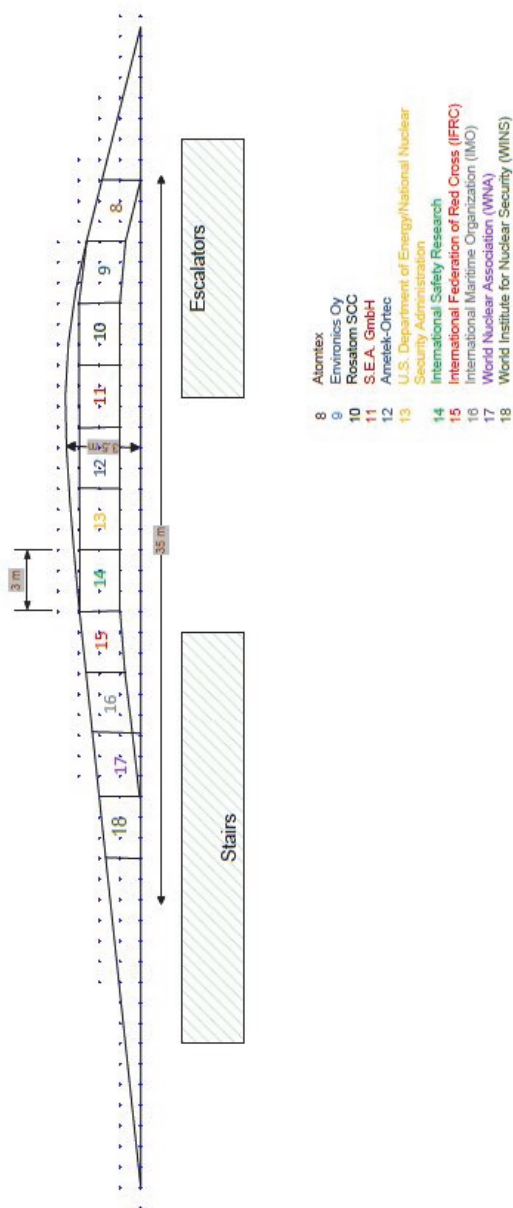 3 m
18 17 16 15 14 13 12 11 10 9 8
35 m
Stairs
Escalators
8 Atomtex
9 Environics Oy
10 Rosatom SCC
11 S.E.A. GmbH
12 Ametek-Ortec
13 U.S. Department of Energy/National Nuclear
Security Administration
14 International Safety Research
15 International Federation of Red Cross (IFRC)
16 International Maritime Organization (IMO)
17 World Nuclear Association (WNA)
18 World Institute for Nuclear Security (WINS)